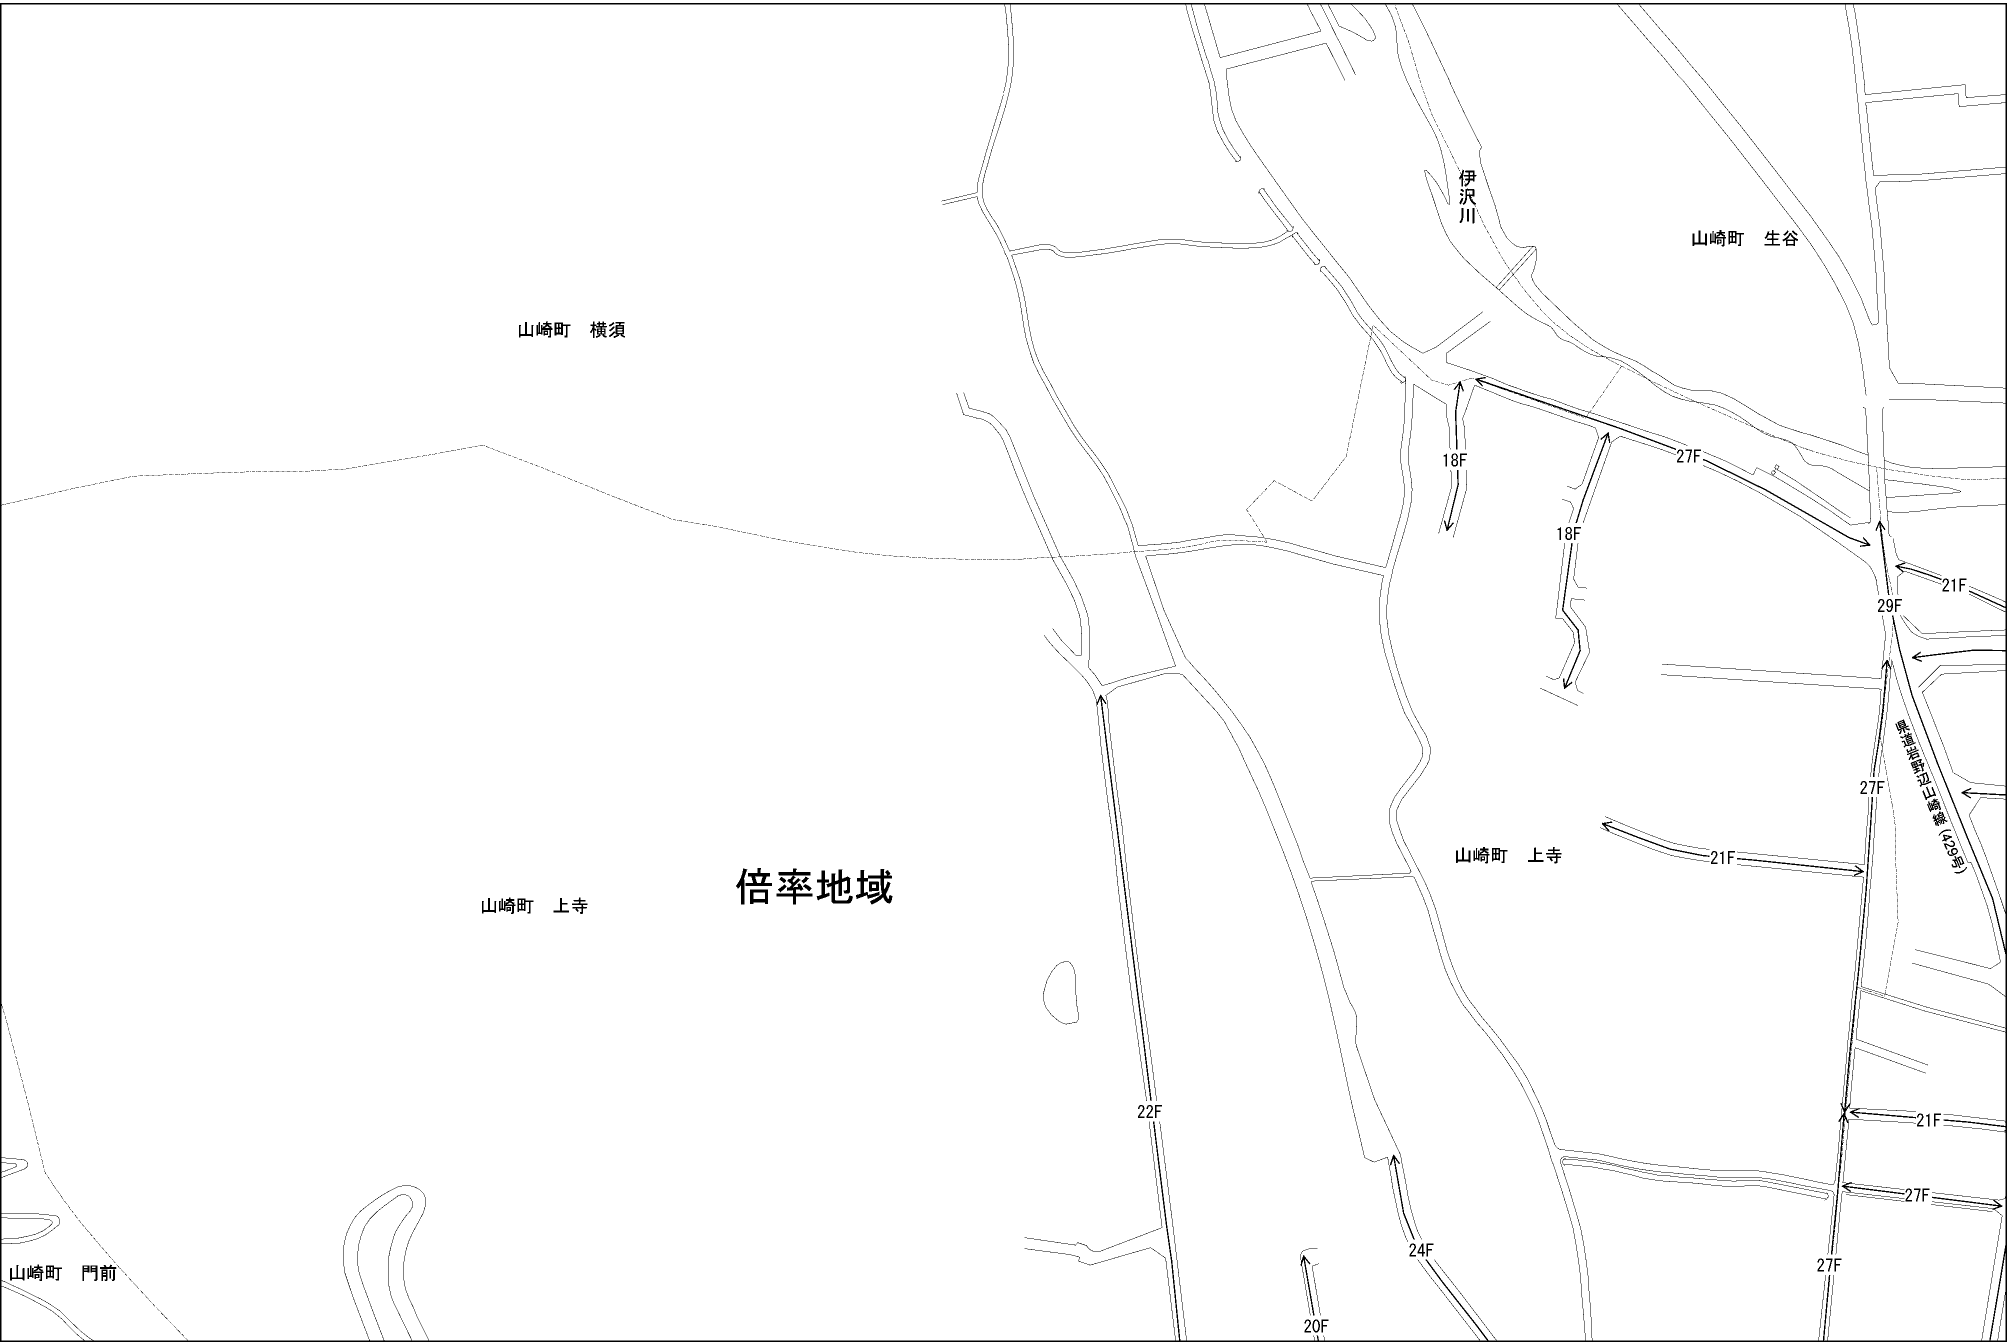 伊沢川
山崎町　生谷
山崎町　横須
18F
27F
18F
21F
29F
県道岩野辺山崎線(429号)
27F
山崎町　上寺
21F
倍率地域
山崎町　上寺
22F
21F
27F
24F
27F
山崎町　門前
20F